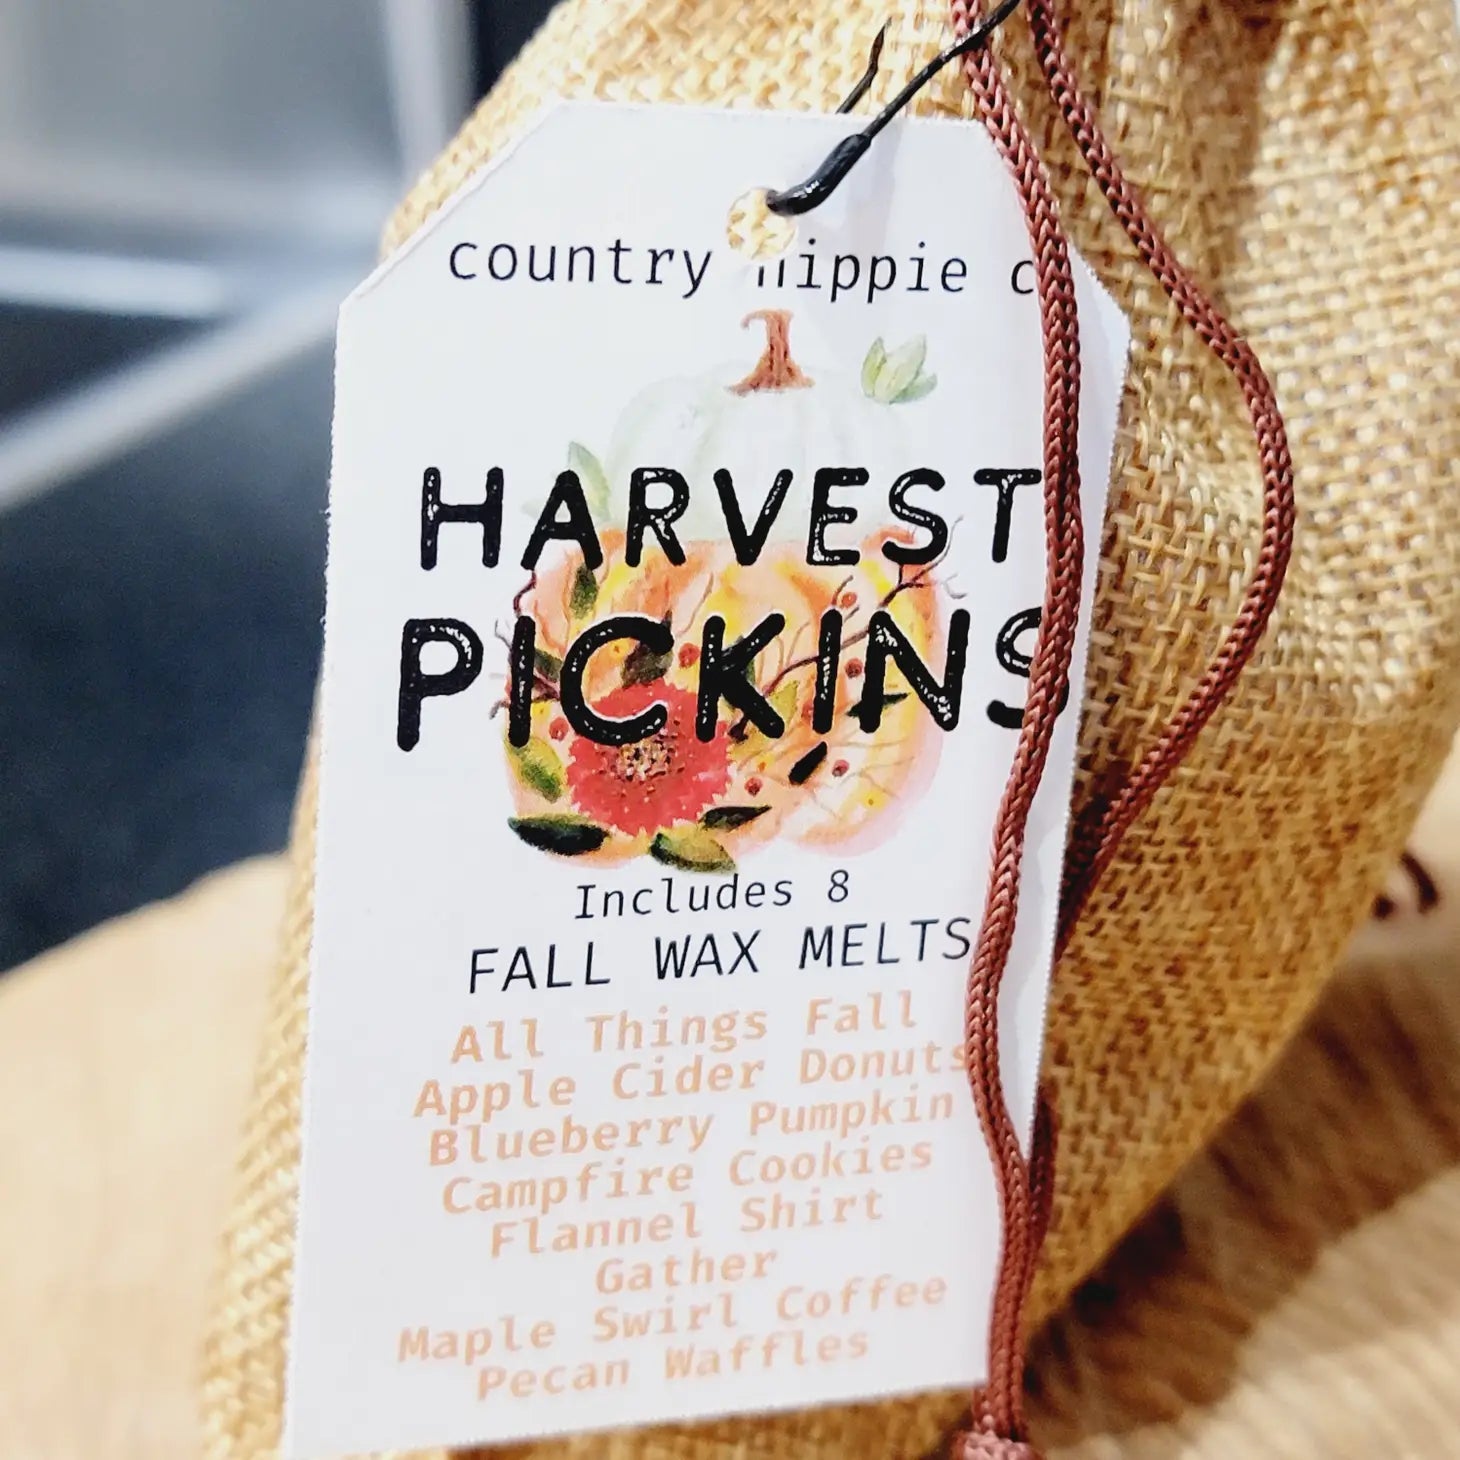 country hippie
HARVEST
PICKINS
Includes 8
FALL WAX MELTS
All Things Fall
Apple Cider Donuts
Blueberry Pumpkin
Campfire Cookies
Flannel Shirt
Gather
Maple Swirl Coffee
Pecan Waffles